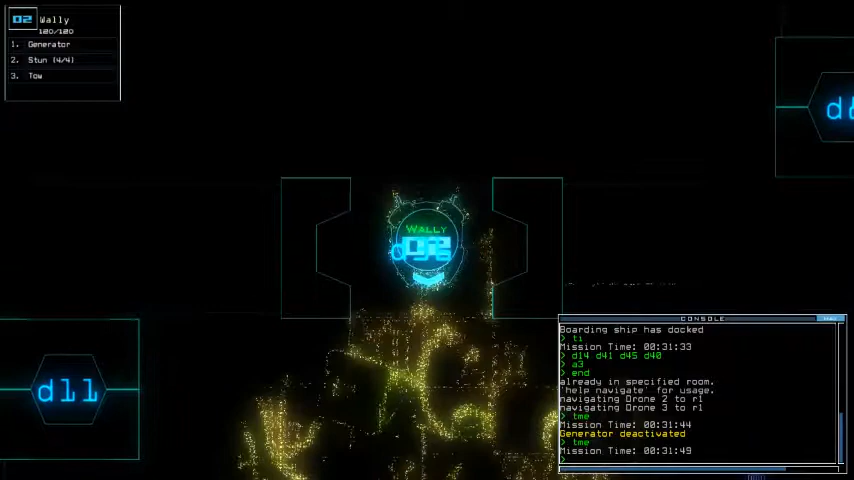 02 Wally
100/100
1. Generator
2. Stun (4/4)
3. Tow
WALLY
02
d11
CONSOLE
Boarding ship has docked
> ti
Mission Time: 00:31:33
> d14 d41 d45 d40
> a3
> end
already in specified room.
'help navigate' for usage.
navigating Drone 2 to r1
navigating Drone 3 to r1
> tme
Mission Time: 00:31:44
Generator deactivated
> tme
Mission Time: 00:31:49
>